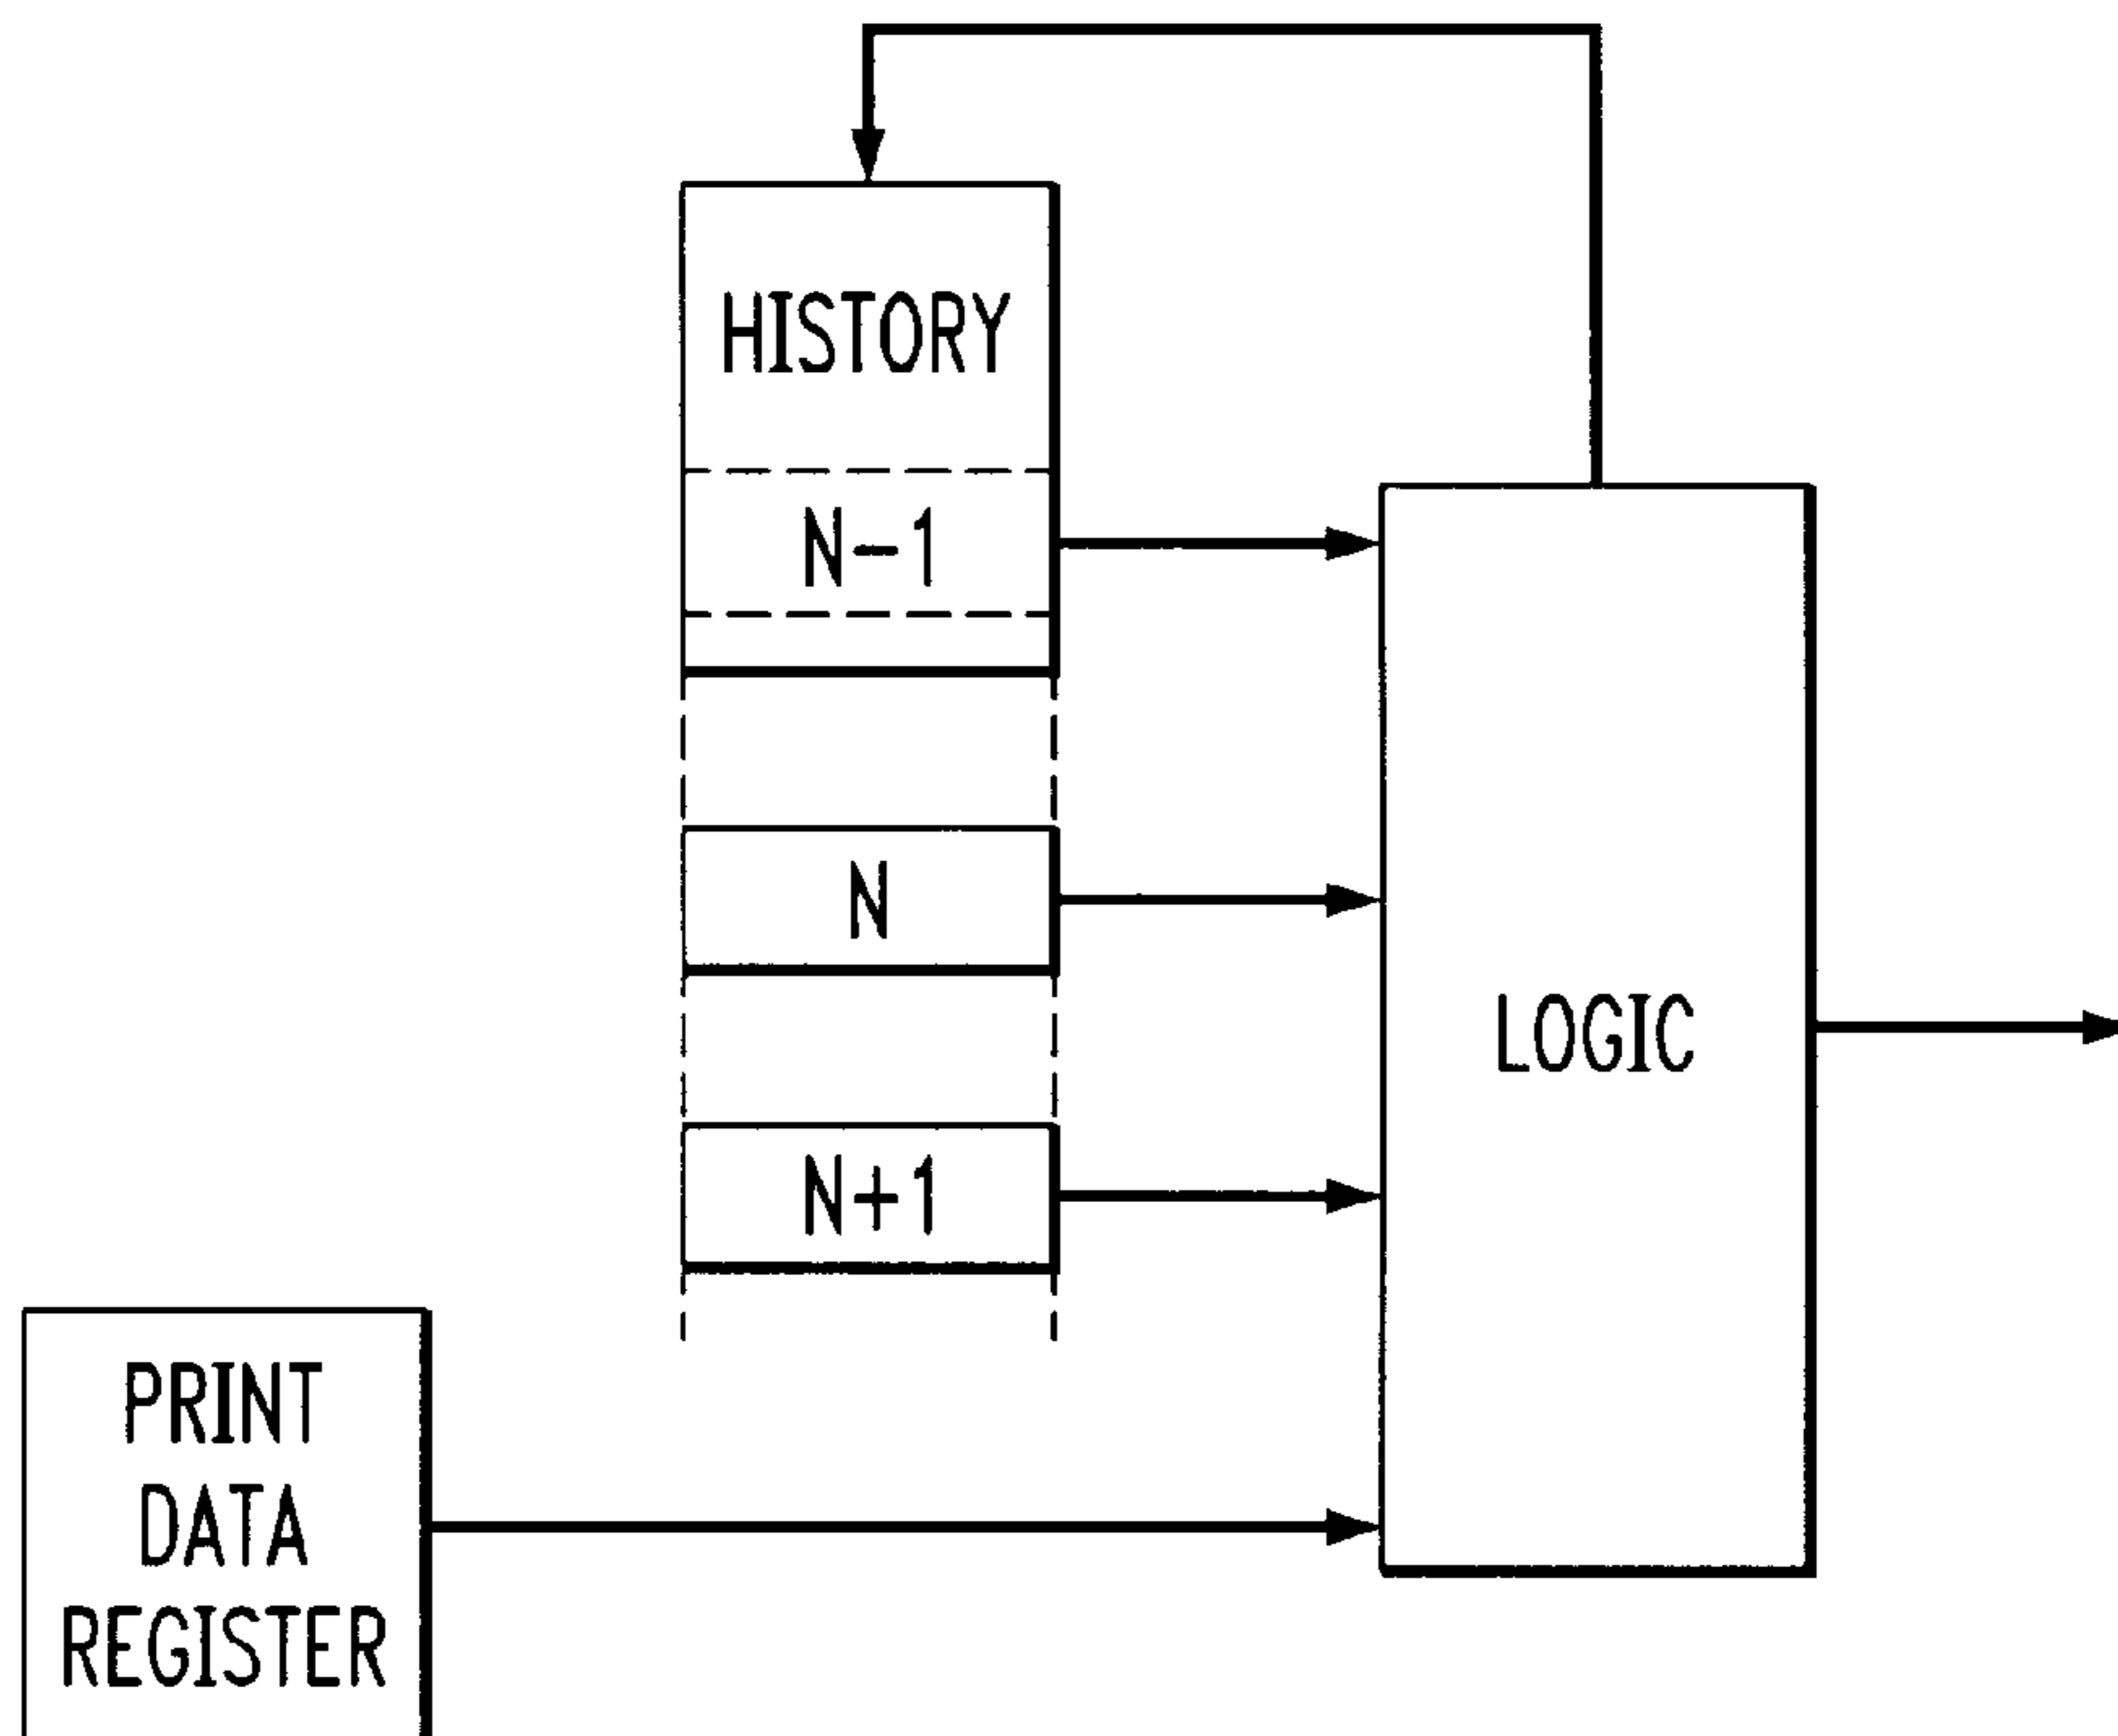 HISTORY
N-1
N
LOGIC
N+1
PRINT
DATA
REGISTER